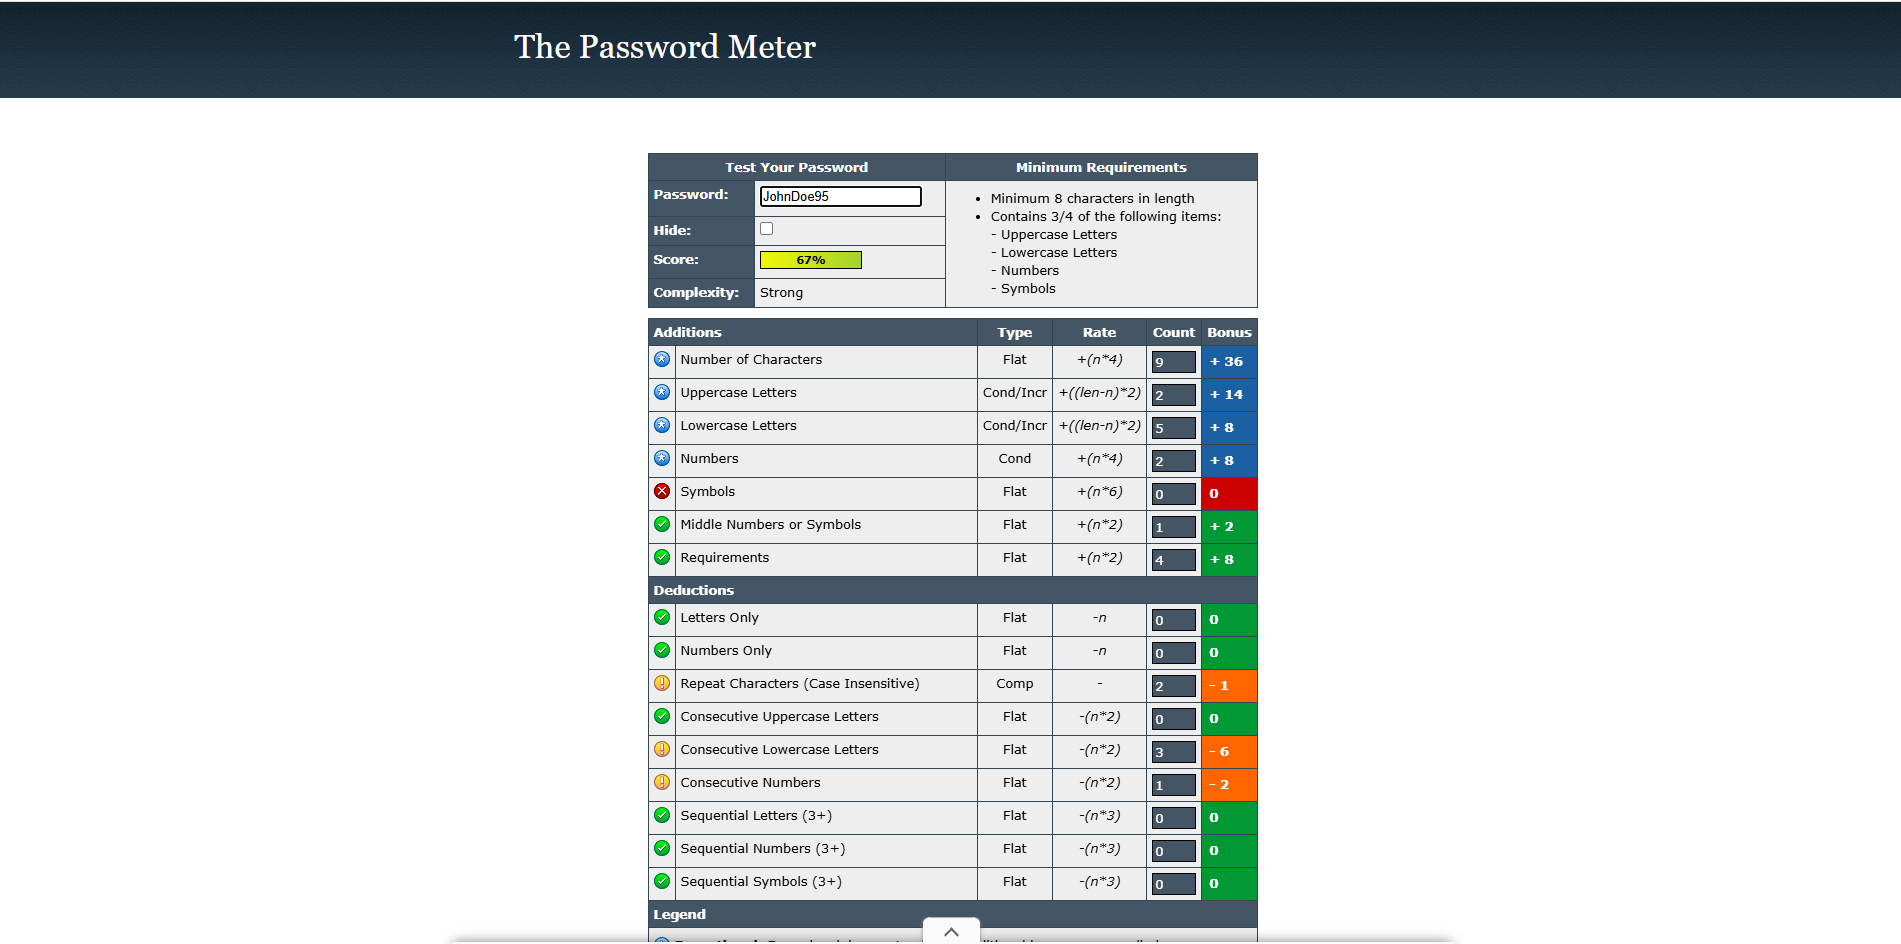 The Password Meter
Test Your Password Minimum Requirements
Password: JohnDoe95
Hide:
Score: 67%
Complexity: Strong
• Minimum 8 characters in length
• Contains 3/4 of the following items:
- Uppercase Letters
- Lowercase Letters
- Numbers
- Symbols
Additions Type Rate Count Bonus
Number of Characters Flat +(n*4) 9 + 36
Uppercase Letters Cond/Incr +((len-n)*2) 2 + 14
Lowercase Letters Cond/Incr +((len-n)*2) 5 + 8
Numbers Cond +(n*4) 2 + 8
Symbols Flat +(n*6) 0 0
Middle Numbers or Symbols Flat +(n*2) 1 + 2
Requirements Flat +(n*2) 4 + 8
Deductions
Letters Only Flat -n 0 0
Numbers Only Flat -n 0 0
Repeat Characters (Case Insensitive) Comp - 2 - 1
Consecutive Uppercase Letters Flat -(n*2) 0 0
Consecutive Lowercase Letters Flat -(n*2) 3 - 6
Consecutive Numbers Flat -(n*2) 1 - 2
Sequential Letters (3+) Flat -(n*3) 0 0
Sequential Numbers (3+) Flat -(n*3) 0 0
Sequential Symbols (3+) Flat -(n*3) 0 0
Legend